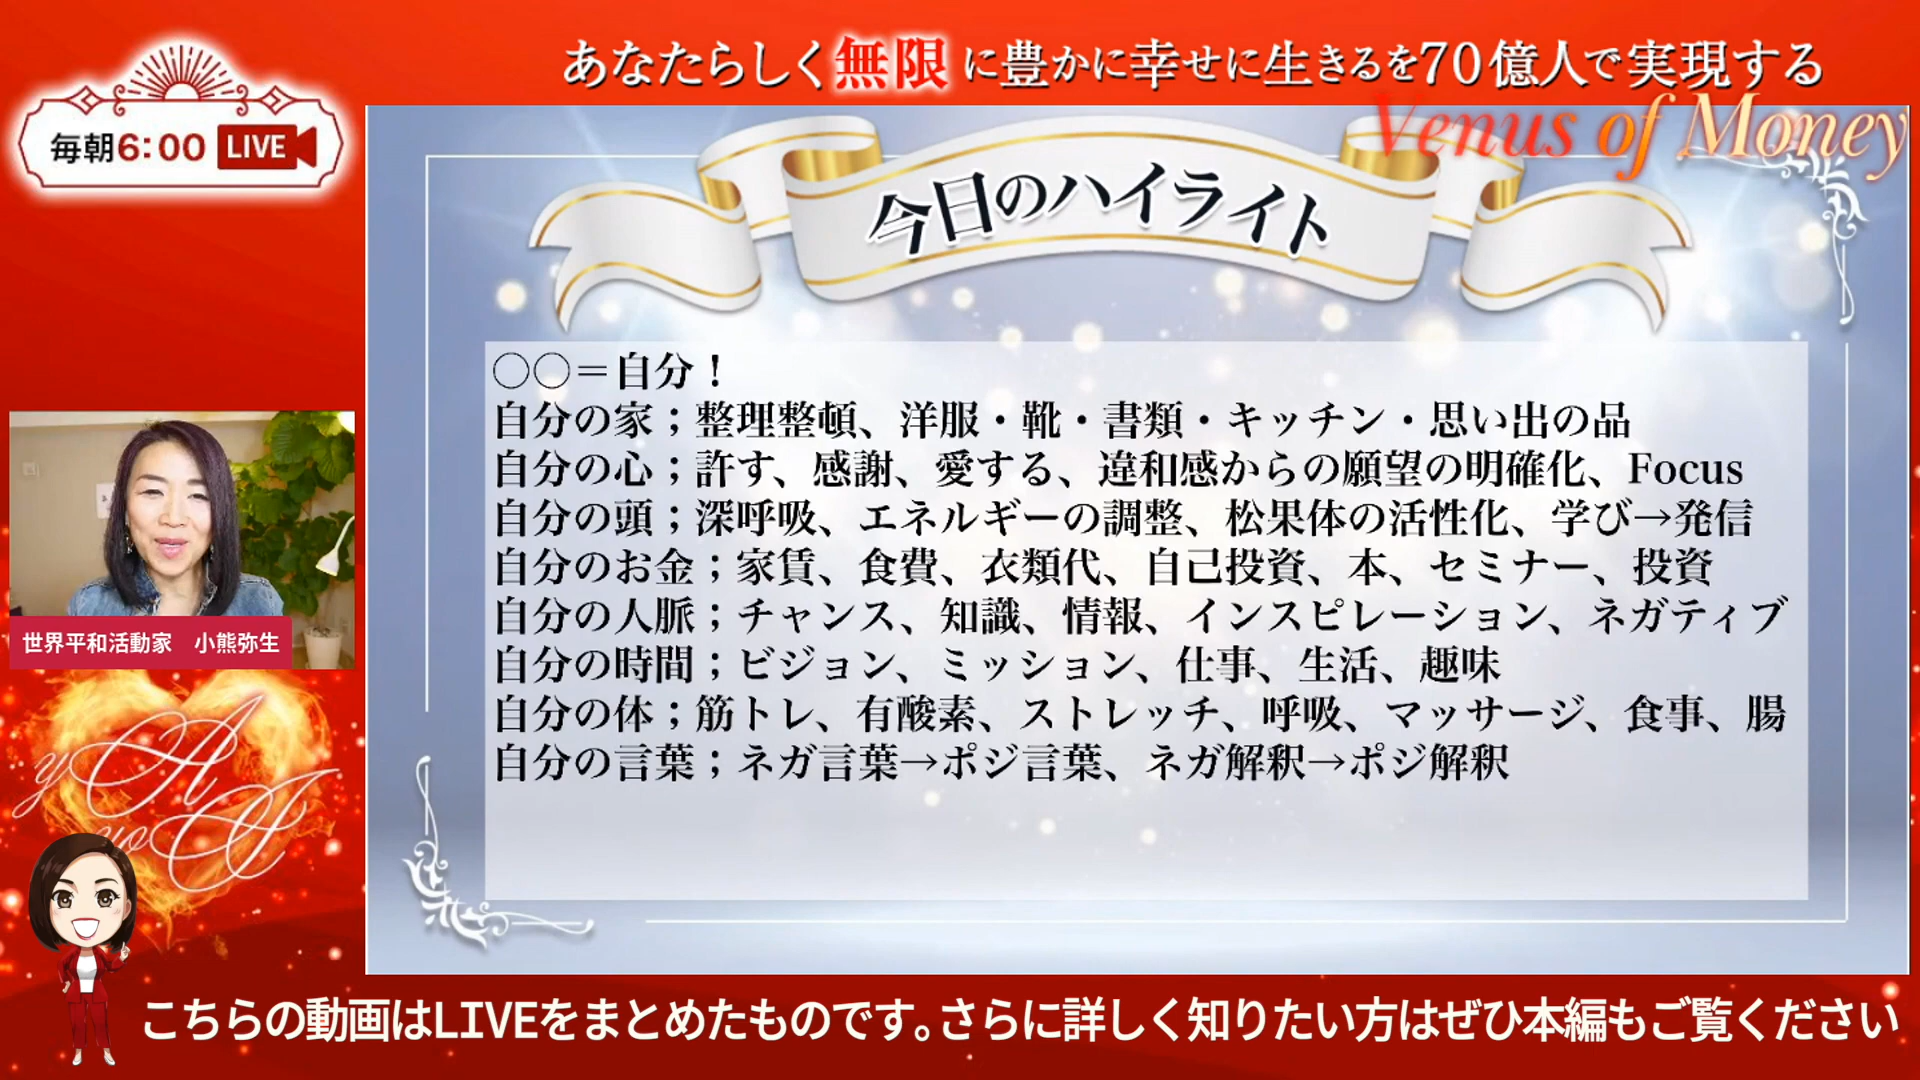 あなたらしく無限に豊かに幸せに生きるを70億人で実現する
毎朝6:00 LIVE
Venus of Money
今日のハイライト
〇〇＝自分！
自分の家；整理整頓、洋服・靴・書類・キッチン・思い出の品
自分の心；許す、感謝、愛する、違和感からの願望の明確化、Focus
自分の頭；深呼吸、エネルギーの調整、松果体の活性化、学び→発信
自分のお金；家賃、食費、衣類代、自己投資、本、セミナー、投資
自分の人脈；チャンス、知識、情報、インスピレーション、ネガティブ
自分の時間；ビジョン、ミッション、仕事、生活、趣味
自分の体；筋トレ、有酸素、ストレッチ、呼吸、マッサージ、食事、腸
自分の言葉；ネガ言葉→ポジ言葉、ネガ解釈→ポジ解釈
世界平和活動家　小熊弥生
こちらの動画はLIVEをまとめたものです。さらに詳しく知りたい方はぜひ本編もご覧ください